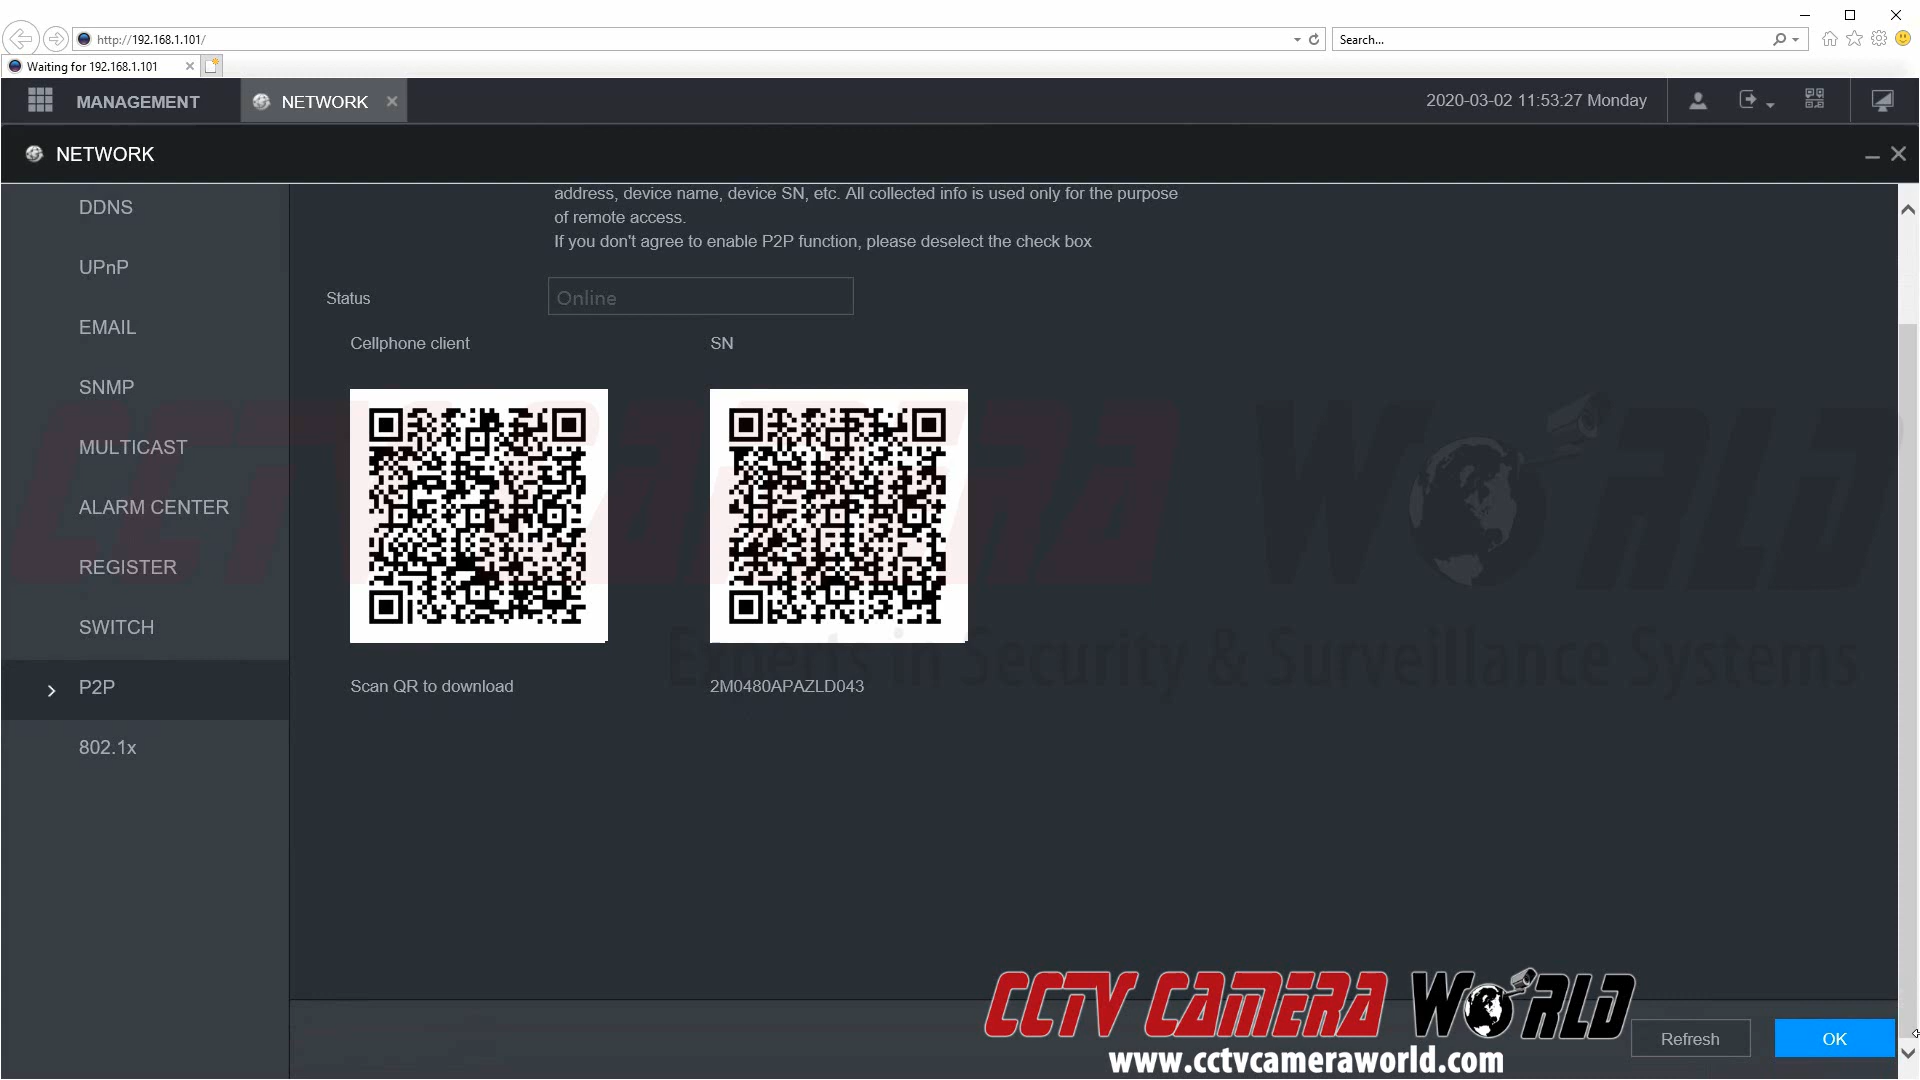 http://192.168.1.101/
Search...
Waiting for 192.168.1.101
MANAGEMENT
NETWORK
2020-03-02 11:53:27 Monday
NETWORK
DDNS
UPnP
EMAIL
SNMP
MULTICAST
ALARM CENTER
REGISTER
SWITCH
P2P
802.1x
address, device name, device SN, etc. All collected info is used only for the purpose
of remote access.
If you don't agree to enable P2P function, please deselect the check box
Status
Online
Cellphone client
SN
Scan QR to download
2M0480APAZLD043
CCTV CAMERA WORLD
Experts in Security & Surveillance Systems
CCTV CAMERA WORLD
www.cctvcameraworld.com
Refresh
OK